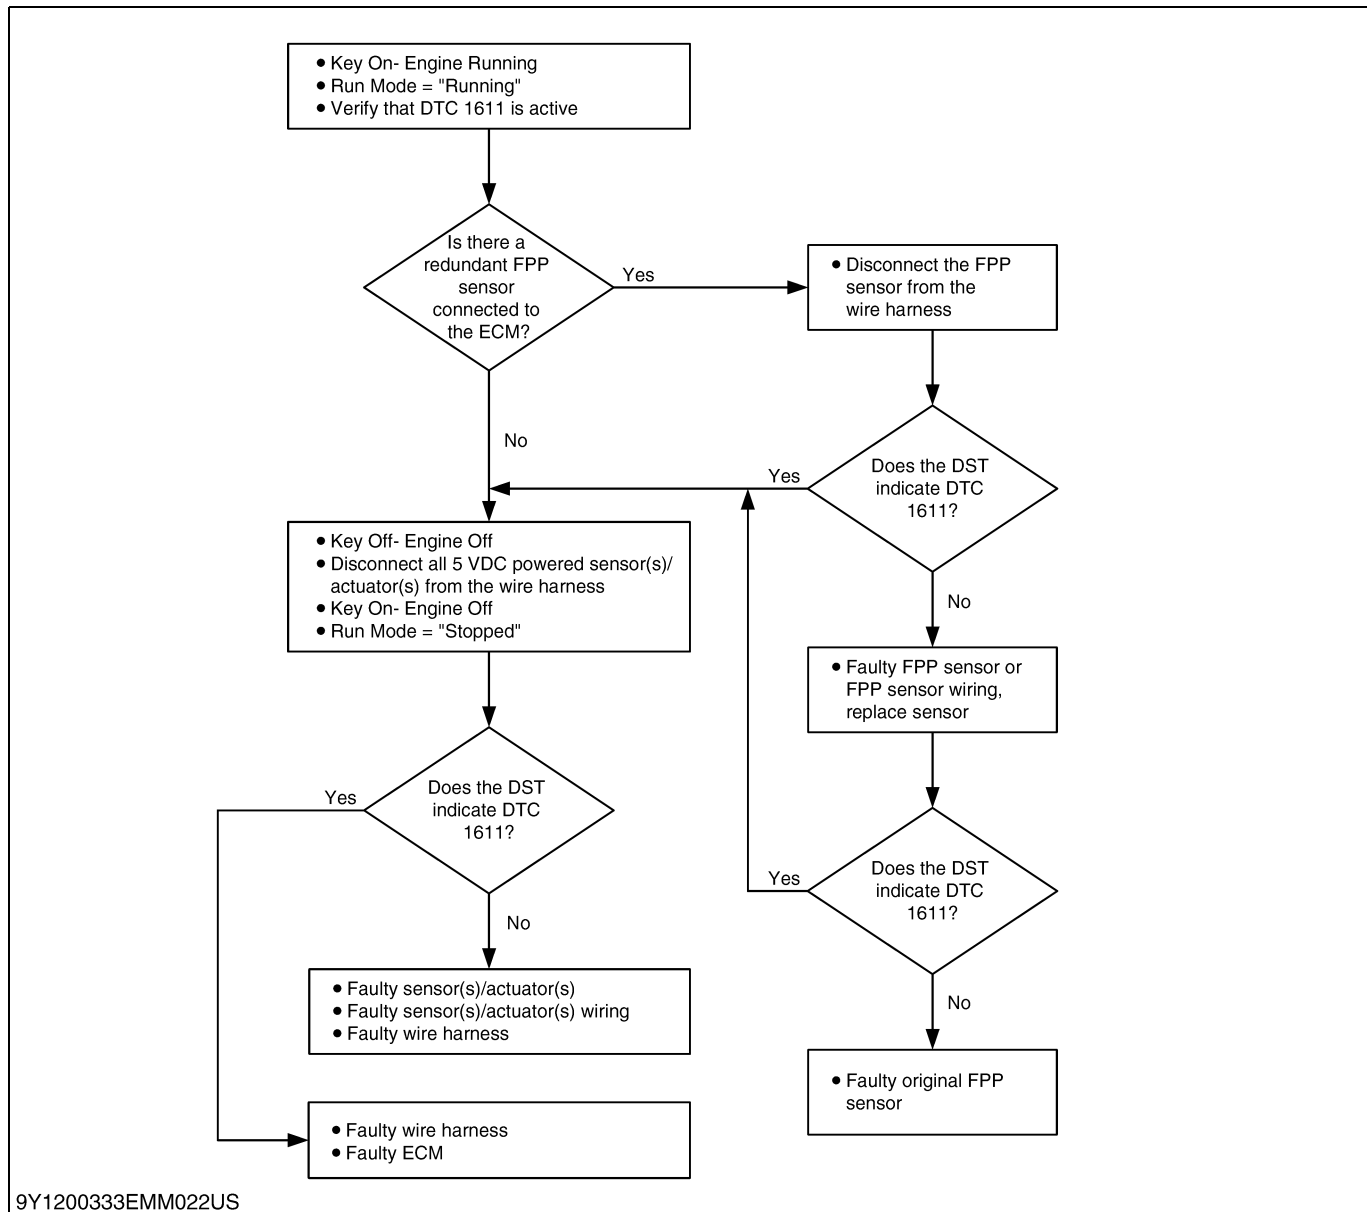 ● Key On- Engine Running
● Run Mode = "Running"
● Verify that DTC 1611 is active
Is there a
redundant FPP
sensor
connected to
the ECM?
Yes
● Disconnect the FPP
sensor from the
wire harness
No
Does the DST
indicate DTC
1611?
Yes
● Key Off- Engine Off
● Disconnect all 5 VDC powered sensor(s)/
actuator(s) from the wire harness
● Key On- Engine Off
● Run Mode = "Stopped"
No
● Faulty FPP sensor or
FPP sensor wiring,
replace sensor
Does the DST
indicate DTC
1611?
Yes
Does the DST
indicate DTC
1611?
Yes
No
● Faulty sensor(s)/actuator(s)
● Faulty sensor(s)/actuator(s) wiring
● Faulty wire harness
No
● Faulty original FPP
sensor
● Faulty wire harness
● Faulty ECM
9Y1200333EMM022US